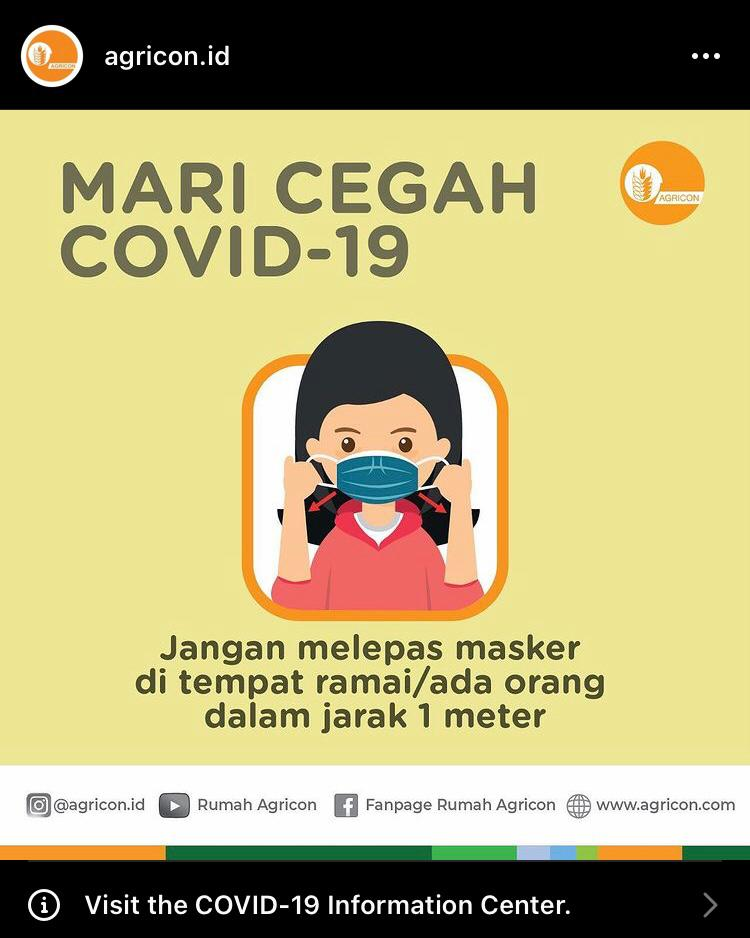 agricon.id
MARI CEGAH
COVID-19
AGRICON
Jangan melepas masker
di tempat ramai/ada orang
dalam jarak 1 meter
@agricon.id Rumah Agricon Fanpage Rumah Agricon www.agricon.com
Visit the COVID-19 Information Center.